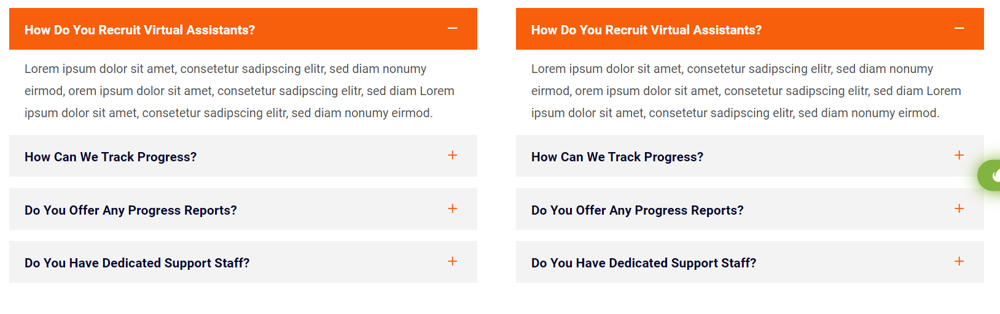 How Do You Recruit Virtual Assistants?
Lorem ipsum dolor sit amet, consetetur sadipscing elitr, sed diam nonumy
eirmod, orem ipsum dolor sit amet, consetetur sadipscing elitr, sed diam Lorem
ipsum dolor sit amet, consetetur sadipscing elitr, sed diam nonumy eirmod.
How Can We Track Progress?
Do You Offer Any Progress Reports?
Do You Have Dedicated Support Staff?
How Do You Recruit Virtual Assistants?
Lorem ipsum dolor sit amet, consetetur sadipscing elitr, sed diam nonumy
eirmod, orem ipsum dolor sit amet, consetetur sadipscing elitr, sed diam Lorem
ipsum dolor sit amet, consetetur sadipscing elitr, sed diam nonumy eirmod.
How Can We Track Progress?
Do You Offer Any Progress Reports?
Do You Have Dedicated Support Staff?